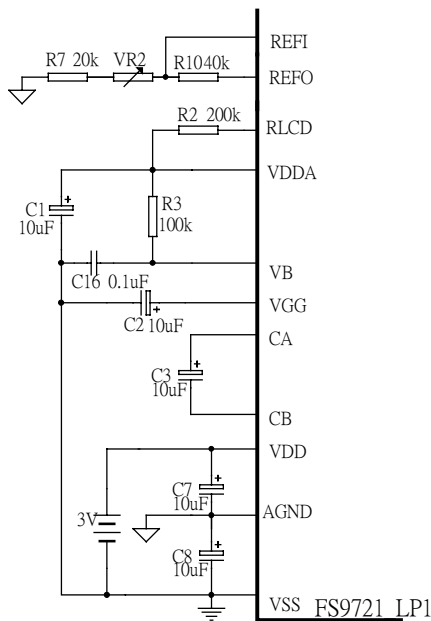 REFI
R7 20k VR2 R10 40k REFO
R2 200k RLCD
VDDA
C1 + 10uF
R3 100k
C16 0.1uF VB
VGG
C2 + 10uF
CA
C3 + 10uF
CB
VDD
C7 + 10uF
3V AGND
C8 + 10uF
VSS FS9721_LP1